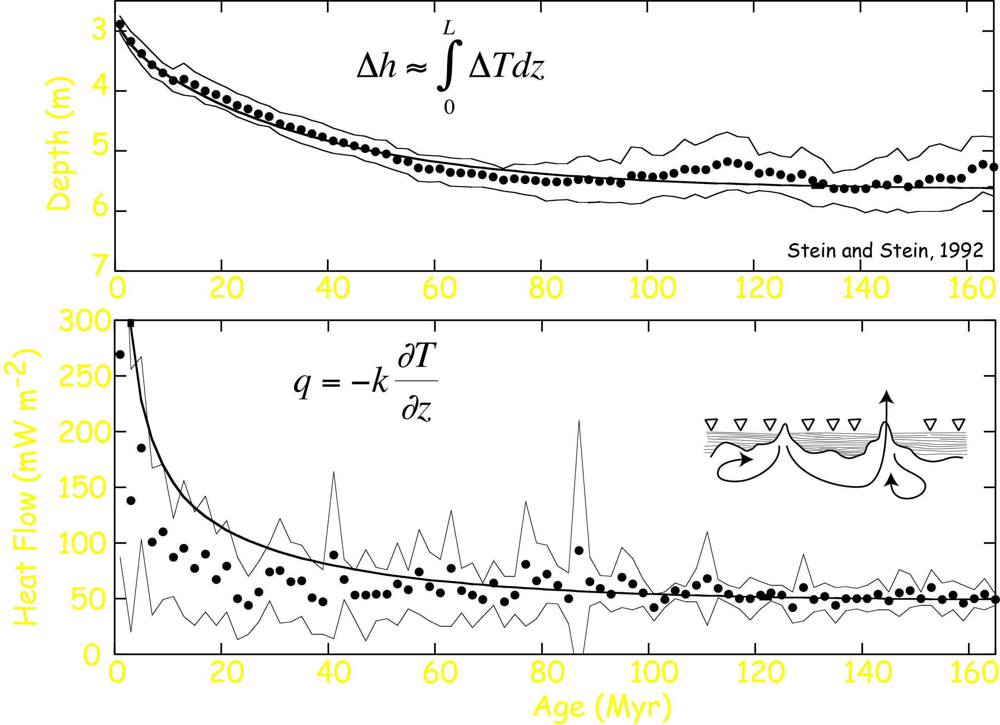 3
4
5
6
7
Depth (m)
Δh ≈ ∫₀ᴸ ΔTdz
Stein and Stein, 1992
0 20 40 60 80 100 120 140 160
300
250
200
150
100
50
0
Heat Flow (mW m⁻²)
q = −k ∂T/∂z
0 20 40 60 80 100 120 140 160
Age (Myr)